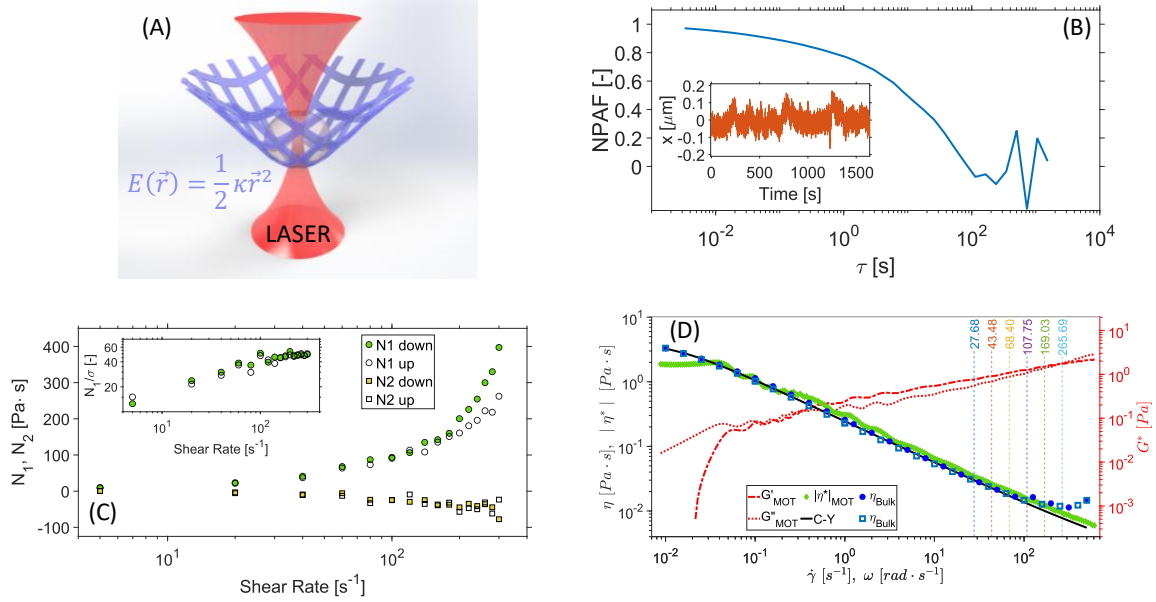 (A)
E(r⃗) = 1/2 κr⃗²
LASER
(B)
NPAF [-]
1
0.8
0.6
0.4
0.2
0
x [μm]
0.2
0.1
0
-0.1
-0.2
0 500 1000 1500
Time [s]
10⁻² 10⁰ 10² 10⁴
τ [s]
(C)
N₁, N₂ [Pa· s]
400
300
200
100
0
-100
N₁/σ [-]
40
20
10¹ 10²
Shear Rate [s⁻¹]
N1 down
N1 up
N2 down
N2 up
10¹ 10²
Shear Rate [s⁻¹]
(D)
η [Pa·s], | η* | [Pa·s]
10¹
10⁰
10⁻¹
10⁻²
27.68
43.48
68.40
107.75
169.03
265.69
G'MOT |η*|MOT ηBulk
G"MOT C-Y ηBulk
10¹
10⁰
10⁻¹
10⁻²
10⁻³
G* [Pa]
10⁻² 10⁻¹ 10⁰ 10¹ 10²
γ̇ [s⁻¹], ω [rad · s⁻¹]